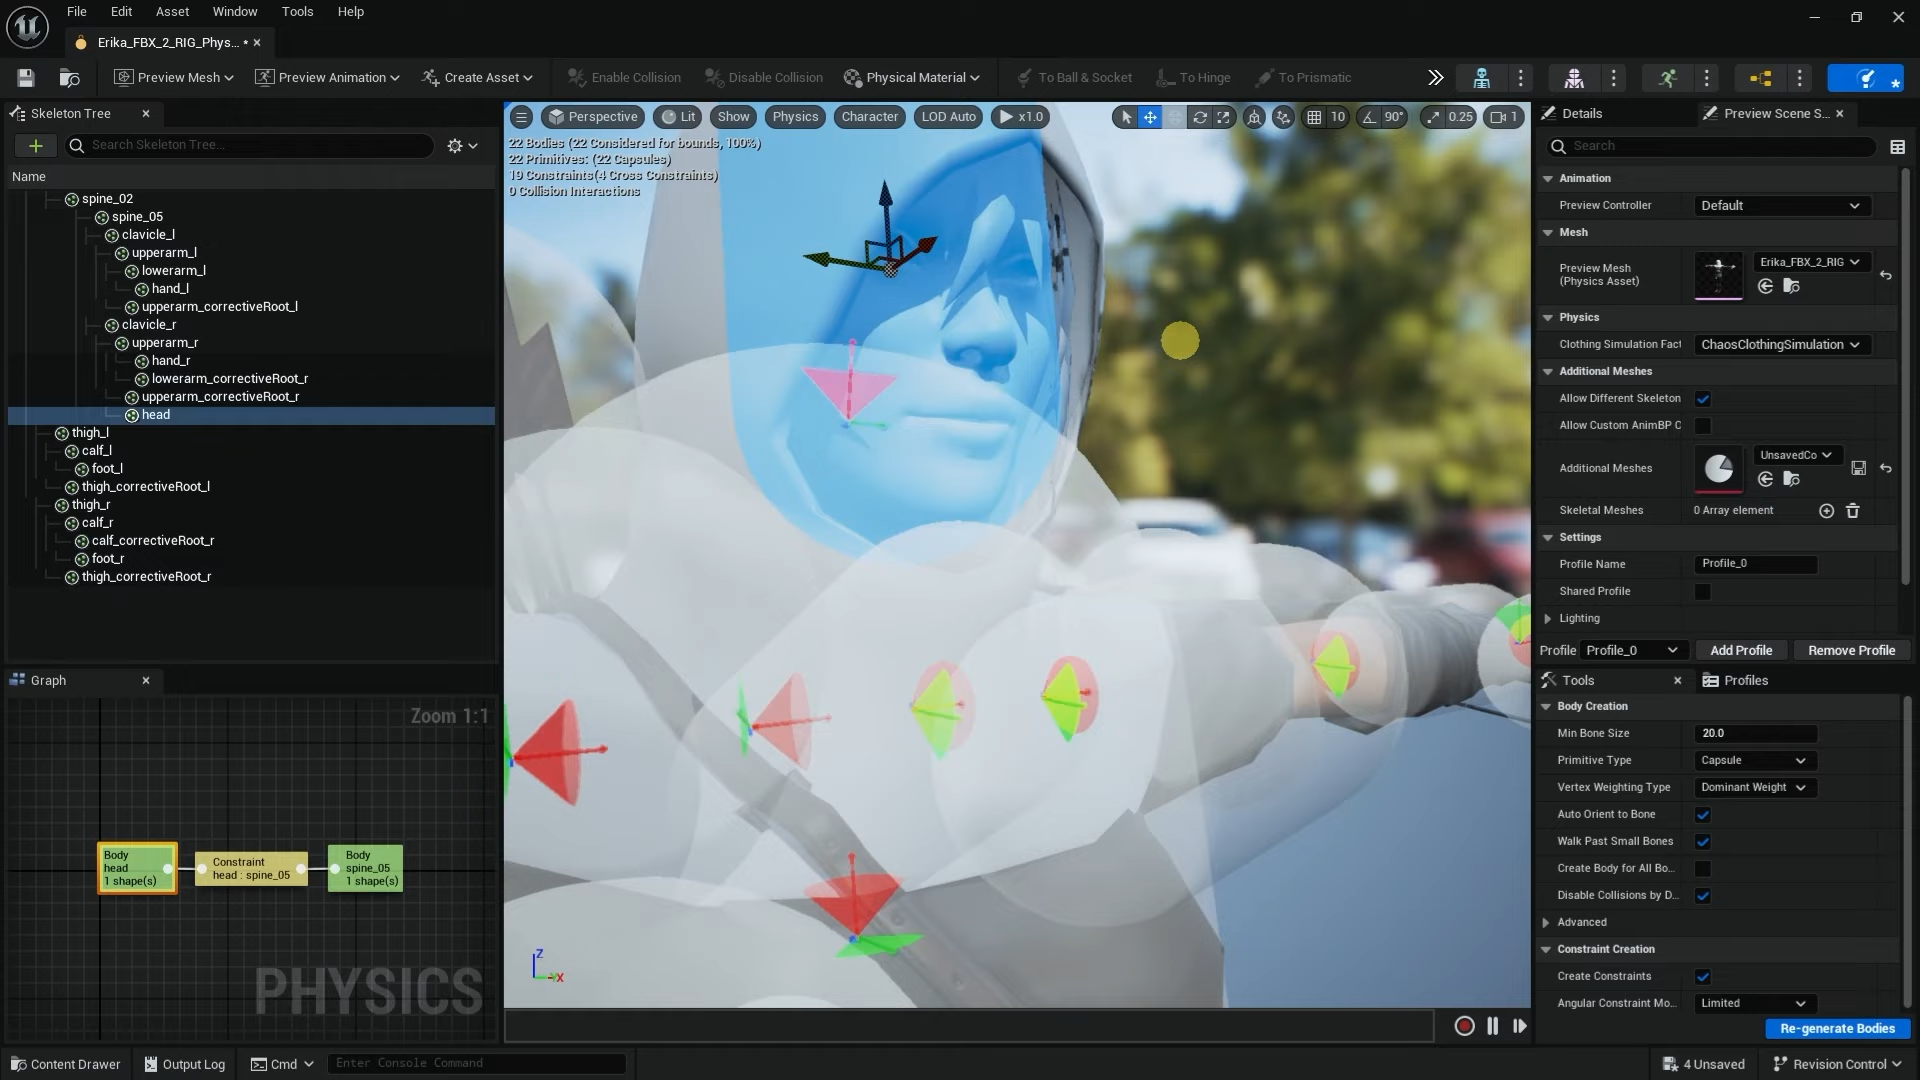 File Edit Asset Window Tools Help
Erika_FBX_2_RIG_Phys... •
Preview Mesh Preview Animation Create Asset Enable Collision Disable Collision Physical Material To Ball & Socket To Hinge To Prismatic
Skeleton Tree
Search Skeleton Tree...
Name
spine_02
spine_05
clavicle_l
upperarm_l
lowerarm_l
hand_l
upperarm_correctiveRoot_l
clavicle_r
upperarm_r
hand_r
lowerarm_correctiveRoot_r
upperarm_correctiveRoot_r
head
thigh_l
calf_l
foot_l
thigh_correctiveRoot_l
thigh_r
calf_r
calf_correctiveRoot_r
foot_r
thigh_correctiveRoot_r
Graph
Zoom 1:1
Body
head
1 shape(s)
Constraint
head : spine_05
Body
spine_05
1 shape(s)
PHYSICS
Perspective Lit Show Physics Character LOD Auto x1.0 10 90° 0.25 1
22 Bodies (22 Considered for bounds, 100%)
22 Primitives: (22 Capsules)
19 Constraints(4 Cross Constraints)
0 Collision Interactions
Z
X
Details Preview Scene S...
Search
Animation
Preview Controller Default
Mesh
Preview Mesh
(Physics Asset)
Erika_FBX_2_RIG
Physics
Clothing Simulation Fact ChaosClothingSimulation
Additional Meshes
Allow Different Skeleton
Allow Custom AnimBP C
Additional Meshes UnsavedCo
Skeletal Meshes 0 Array element
Settings
Profile Name Profile_0
Shared Profile
Lighting
Profile Profile_0 Add Profile Remove Profile
Tools Profiles
Body Creation
Min Bone Size 20.0
Primitive Type Capsule
Vertex Weighting Type Dominant Weight
Auto Orient to Bone
Walk Past Small Bones
Create Body for All Bo...
Disable Collisions by D...
Advanced
Constraint Creation
Create Constraints
Angular Constraint Mo... Limited
Re-generate Bodies
Content Drawer Output Log Cmd Enter Console Command 4 Unsaved Revision Control